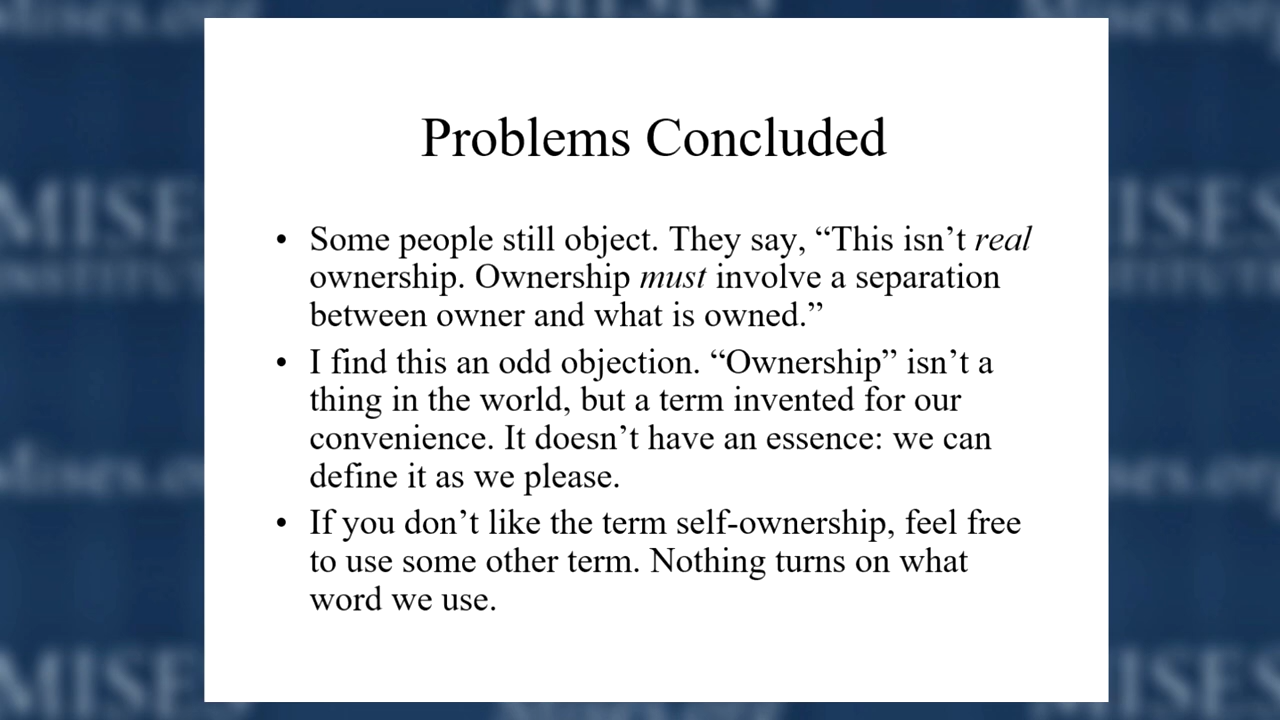 Problems Concluded
• Some people still object. They say, “This isn’t real
ownership. Ownership must involve a separation
between owner and what is owned.”
• I find this an odd objection. “Ownership” isn’t a
thing in the world, but a term invented for our
convenience. It doesn’t have an essence: we can
define it as we please.
• If you don’t like the term self-ownership, feel free
to use some other term. Nothing turns on what
word we use.